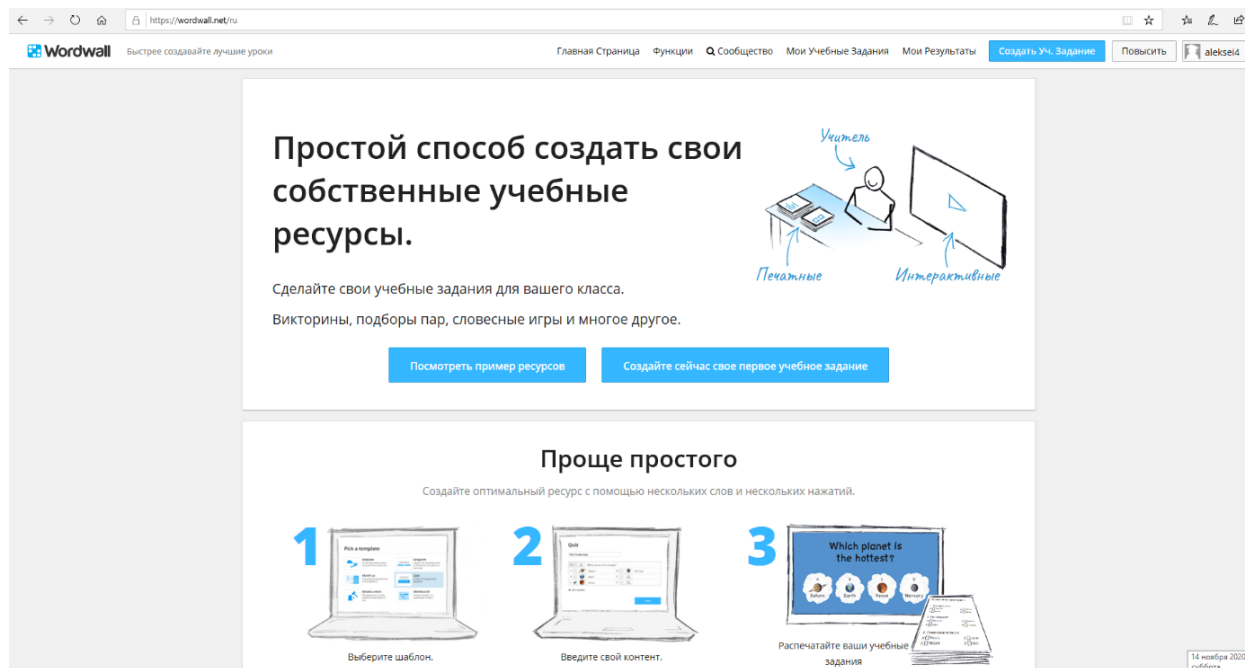 https://wordwall.net/ru
Wordwall Быстрее создавайте лучшие уроки Главная Страница Функции Сообщество Мои Учебные Задания Мои Результаты Создать Уч. Задание Повысить aleksei4
Простой способ создать свои
собственные учебные
ресурсы.
Учитель
Печатные
Интерактивные
Сделайте свои учебные задания для вашего класса.
Викторины, подборы пар, словесные игры и многое другое.
Посмотреть пример ресурсов
Создайте сейчас свое первое учебное задание
Проще простого
Создайте оптимальный ресурс с помощью нескольких слов и нескольких нажатий.
1
Pick a template
Выберите шаблон.
2
Quiz
Введите свой контент.
3
Which planet is
the hottest?
Saturn Earth Venus Mercury
Распечатайте ваши учебные
задания
14 ноября 2020
суббота